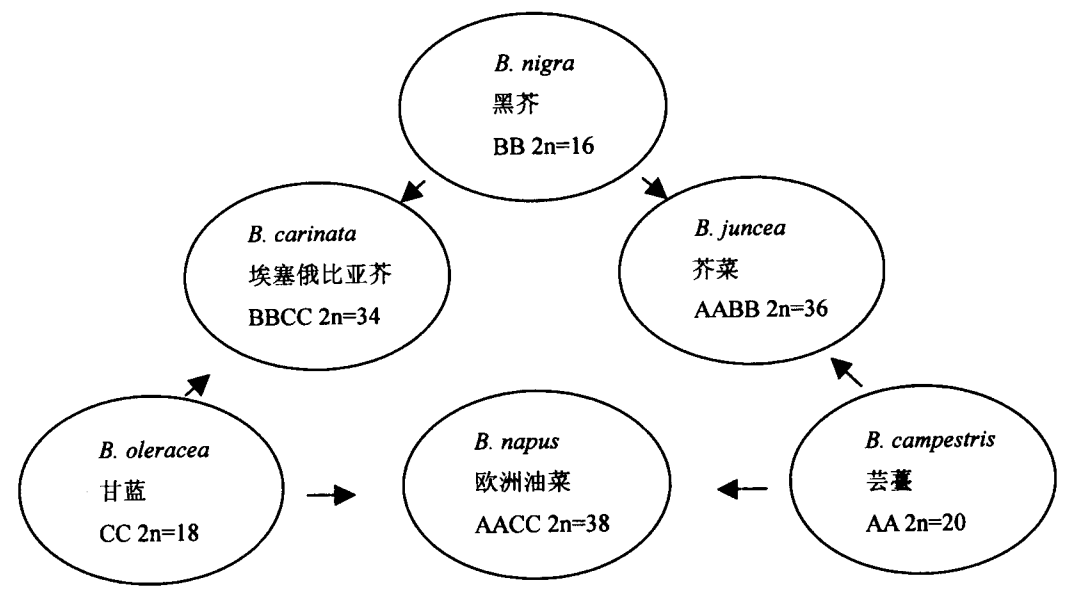 B. nigra
黑芥
BB 2n=16
B. carinata
埃塞俄比亚芥
BBCC 2n=34
B. juncea
芥菜
AABB 2n=36
B. oleracea
甘蓝
CC 2n=18
B. napus
欧洲油菜
AACC 2n=38
B. campestris
芸薹
AA 2n=20